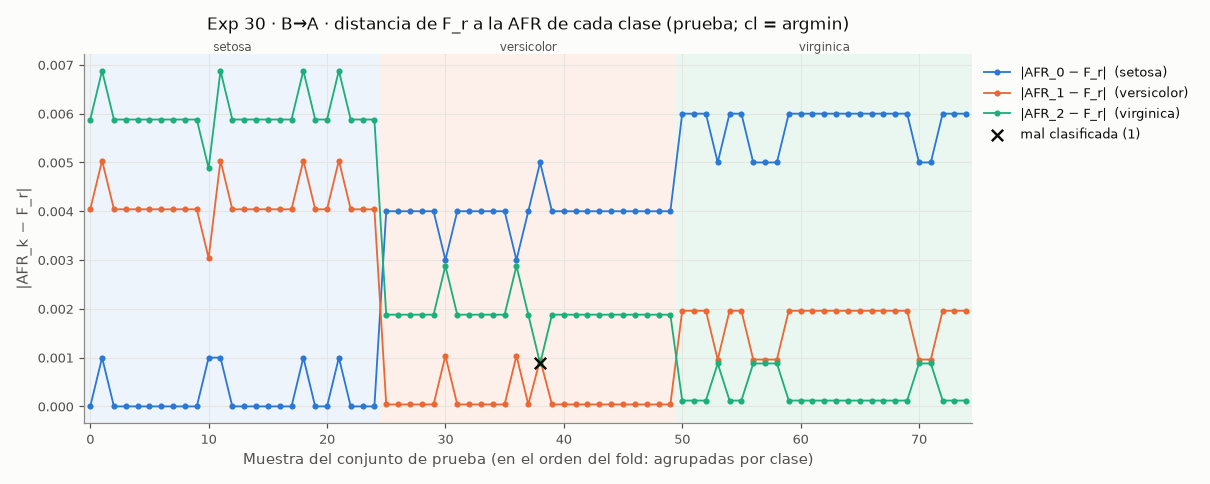 Exp 30 · B→A · distancia de F_r a la AFR de cada clase (prueba; cl = argmin)
setosa
versicolor
virginica
|AFR_k − F_r|
0.007
0.006
0.005
0.004
0.003
0.002
0.001
0.000
0
10
20
30
40
50
60
70
Muestra del conjunto de prueba (en el orden del fold: agrupadas por clase)
|AFR_0 − F_r| (setosa)
|AFR_1 − F_r| (versicolor)
|AFR_2 − F_r| (virginica)
mal clasificada (1)